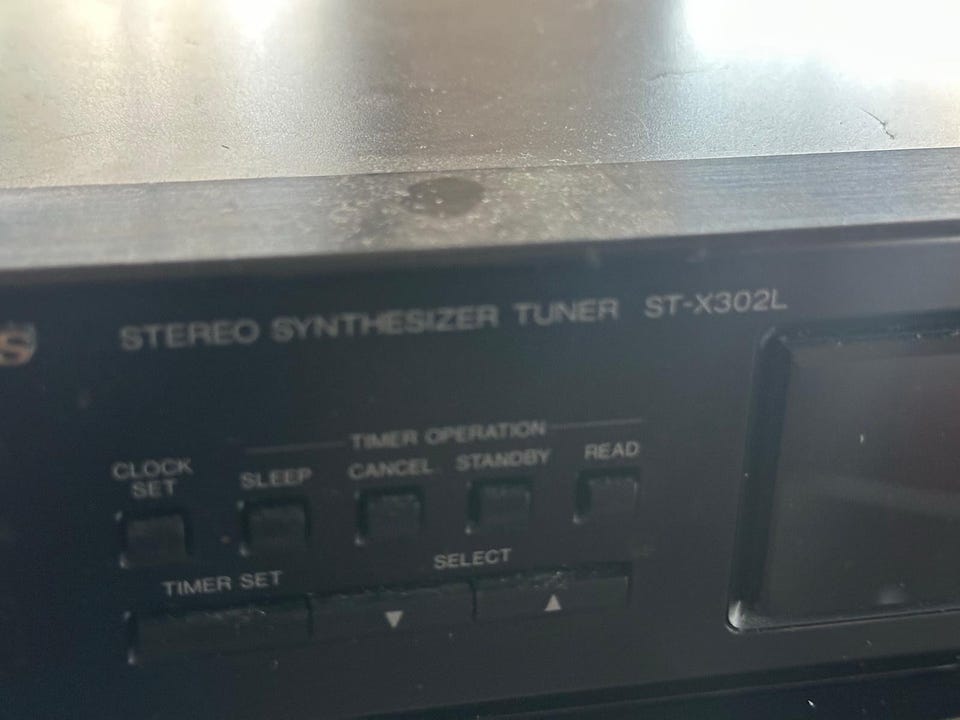 S STEREO SYNTHESIZER TUNER ST-X302L
TIMER OPERATION
CLOCK SET SLEEP CANCEL STANDBY READ
TIMER SET SELECT
▼ ▲